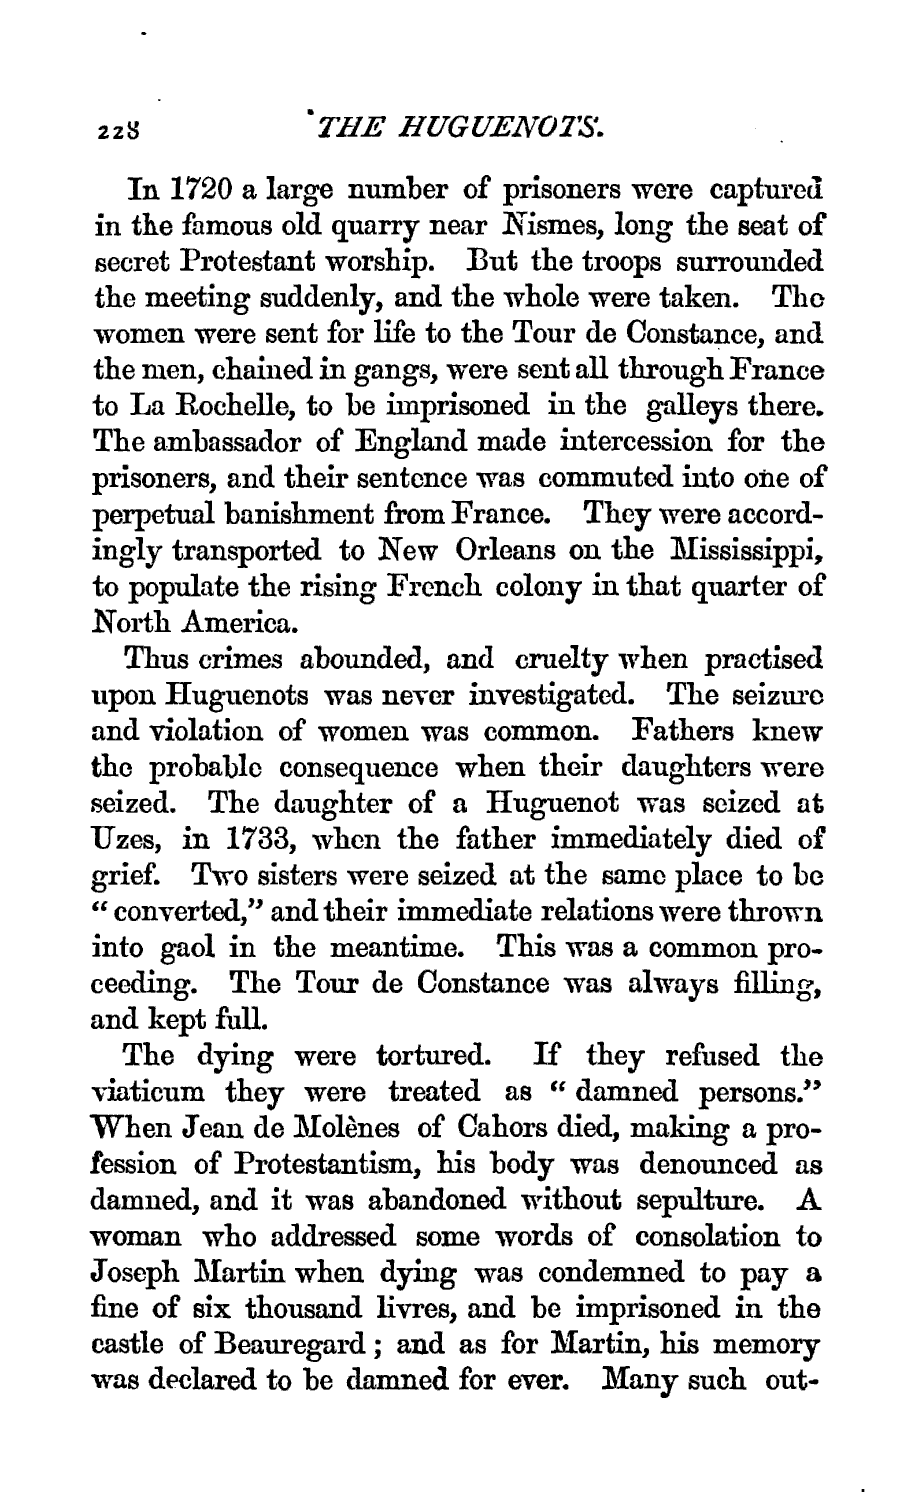 228 THE HUGUENOTS.
In 1720 a large number of prisoners were captured
in the famous old quarry near Nismes, long the seat of
secret Protestant worship. But the troops surrounded
the meeting suddenly, and the whole were taken. The
women were sent for life to the Tour de Constance, and
the men, chained in gangs, were sent all through France
to La Rochelle, to be imprisoned in the galleys there.
The ambassador of England made intercession for the
prisoners, and their sentence was commuted into one of
perpetual banishment from France. They were accord-
ingly transported to New Orleans on the Mississippi,
to populate the rising French colony in that quarter of
North America.
Thus crimes abounded, and cruelty when practised
upon Huguenots was never investigated. The seizure
and violation of women was common. Fathers knew
the probable consequence when their daughters were
seized. The daughter of a Huguenot was seized at
Uzes, in 1733, when the father immediately died of
grief. Two sisters were seized at the same place to be
“converted,” and their immediate relations were thrown
into gaol in the meantime. This was a common pro-
ceeding. The Tour de Constance was always filling,
and kept full.
The dying were tortured. If they refused the
viaticum they were treated as “damned persons.”
When Jean de Molènes of Cahors died, making a pro-
fession of Protestantism, his body was denounced as
damned, and it was abandoned without sepulture. A
woman who addressed some words of consolation to
Joseph Martin when dying was condemned to pay a
fine of six thousand livres, and be imprisoned in the
castle of Beauregard; and as for Martin, his memory
was declared to be damned for ever. Many such out-